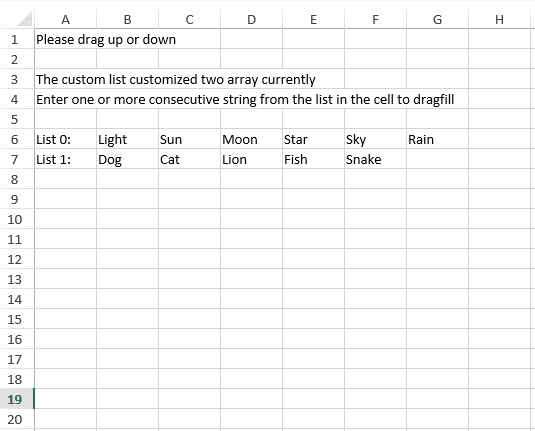 A B C D E F G H
1 Please drag up or down
2
3 The custom list customized two array currently
4 Enter one or more consecutive string from the list in the cell to dragfill
5
6 List 0: Light Sun Moon Star Sky Rain
7 List 1: Dog Cat Lion Fish Snake
8
9
10
11
12
13
14
15
16
17
18
19
20